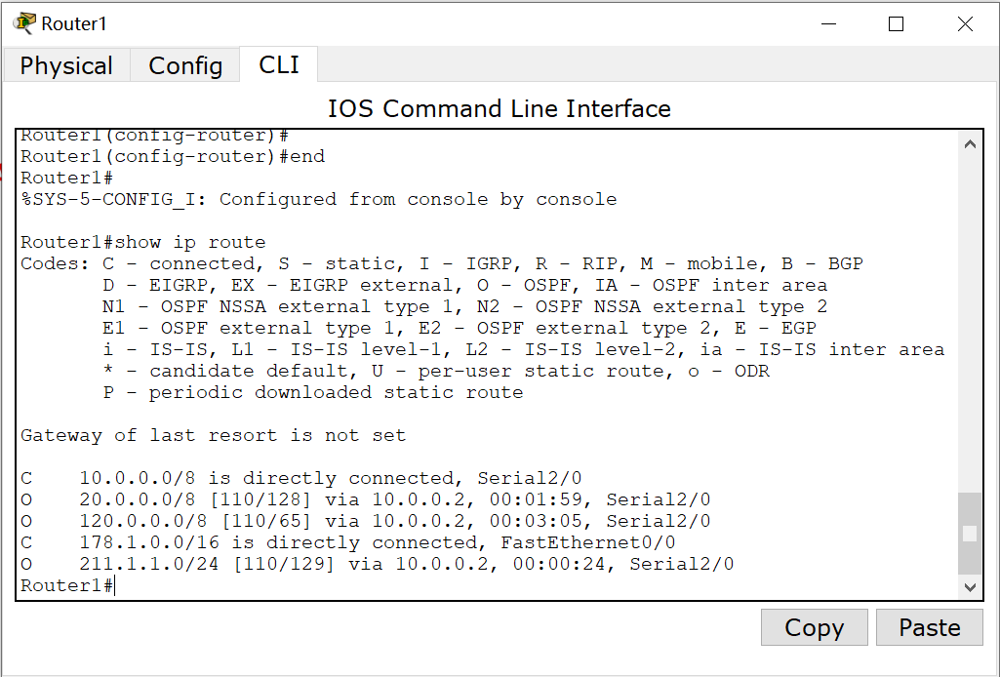 Router1
Physical Config CLI
IOS Command Line Interface
Router1(config-router)#
Router1(config-router)#end
Router1#
%SYS-5-CONFIG_I: Configured from console by console
Router1#show ip route
Codes: C - connected, S - static, I - IGRP, R - RIP, M - mobile, B - BGP
D - EIGRP, EX - EIGRP external, O - OSPF, IA - OSPF inter area
N1 - OSPF NSSA external type 1, N2 - OSPF NSSA external type 2
E1 - OSPF external type 1, E2 - OSPF external type 2, E - EGP
i - IS-IS, L1 - IS-IS level-1, L2 - IS-IS level-2, ia - IS-IS inter area
* - candidate default, U - per-user static route, o - ODR
P - periodic downloaded static route
Gateway of last resort is not set
C 10.0.0.0/8 is directly connected, Serial2/0
O 20.0.0.0/8 [110/128] via 10.0.0.2, 00:01:59, Serial2/0
O 120.0.0.0/8 [110/65] via 10.0.0.2, 00:03:05, Serial2/0
C 178.1.0.0/16 is directly connected, FastEthernet0/0
O 211.1.1.0/24 [110/129] via 10.0.0.2, 00:00:24, Serial2/0
Router1#
Copy Paste